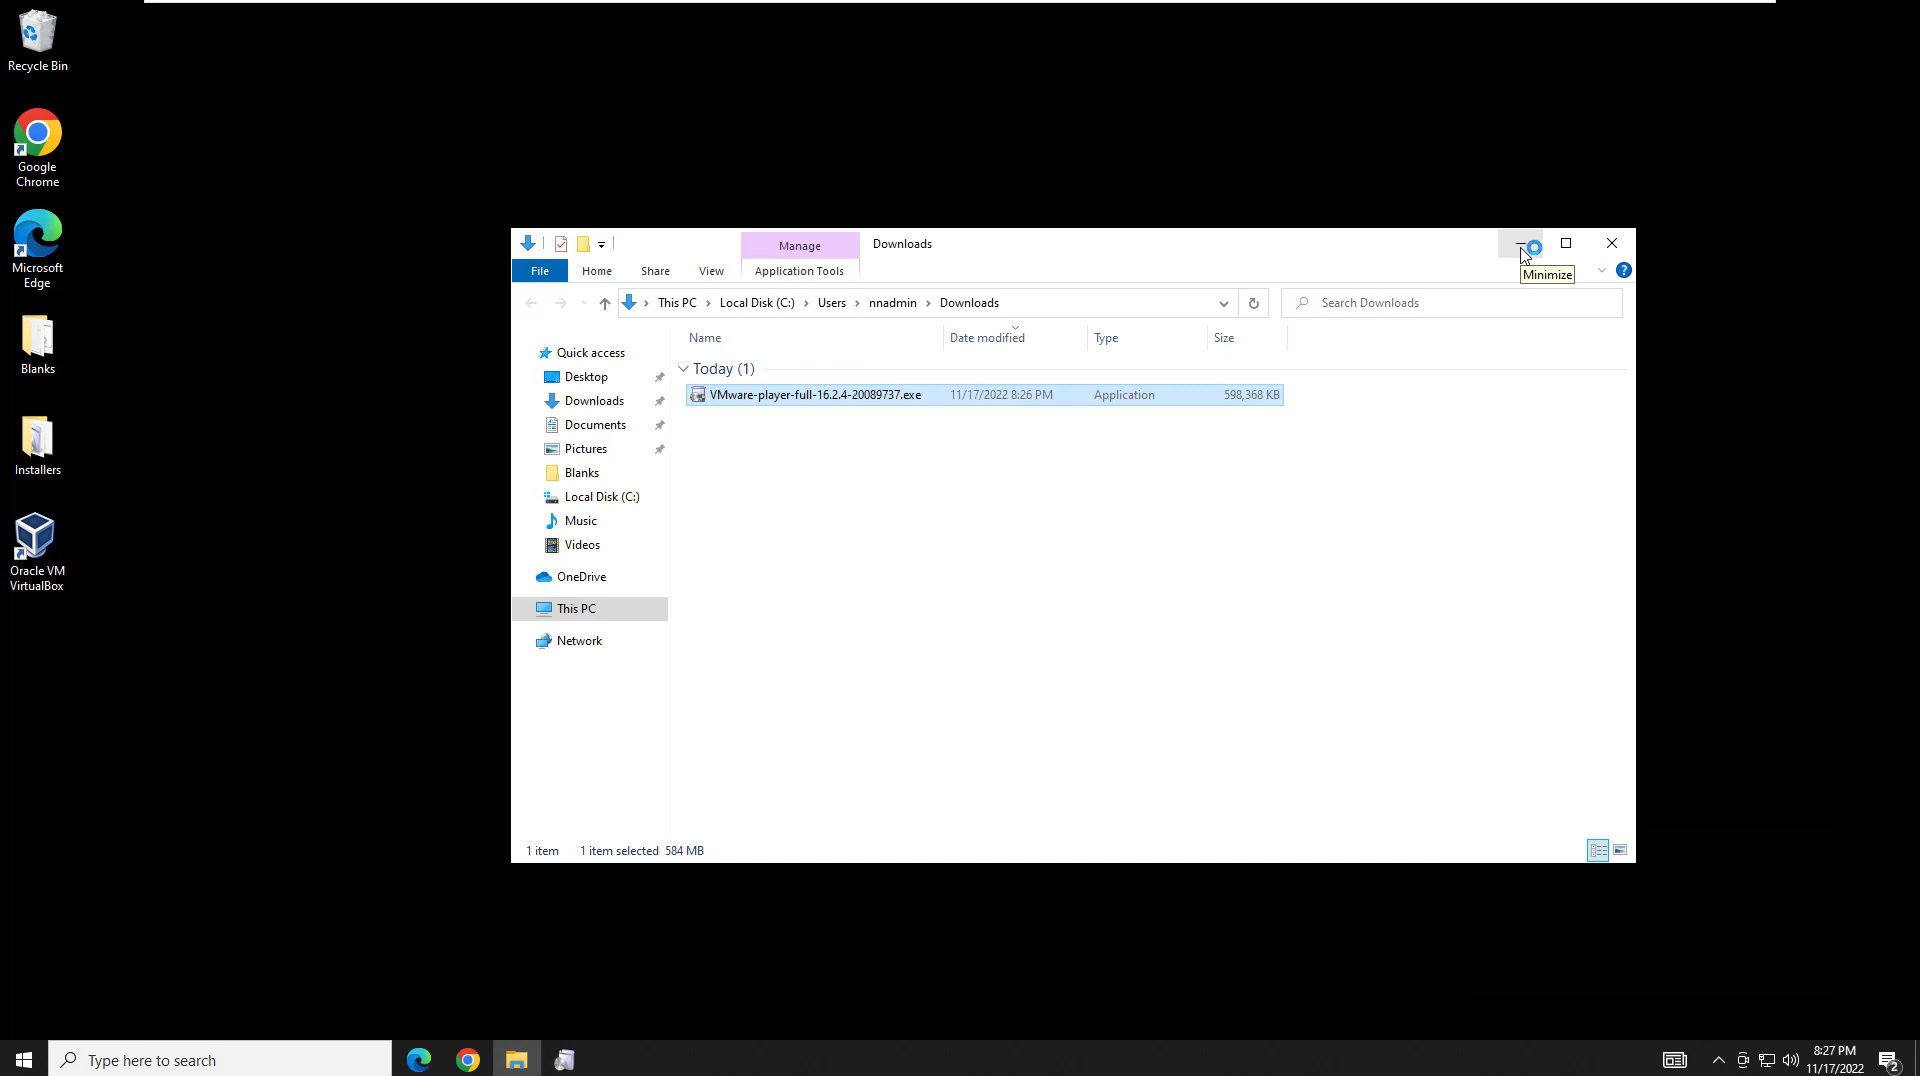 Recycle Bin
Google
Chrome
Microsoft
Edge
Blanks
Installers
Oracle VM
VirtualBox
Manage
Downloads
Minimize
File
Home
Share
View
Application Tools
?
This PC
Local Disk (C:)
Users
nnadmin
Downloads
Search Downloads
Name
Date modified
Type
Size
Quick access
Desktop
Downloads
Documents
Pictures
Blanks
Local Disk (C:)
Music
Videos
OneDrive
This PC
Network
Today (1)
VMware-player-full-16.2.4-20089737.exe
11/17/2022 8:26 PM
Application
598,368 KB
1 item
1 item selected 584 MB
Type here to search
8:27 PM
11/17/2022
2